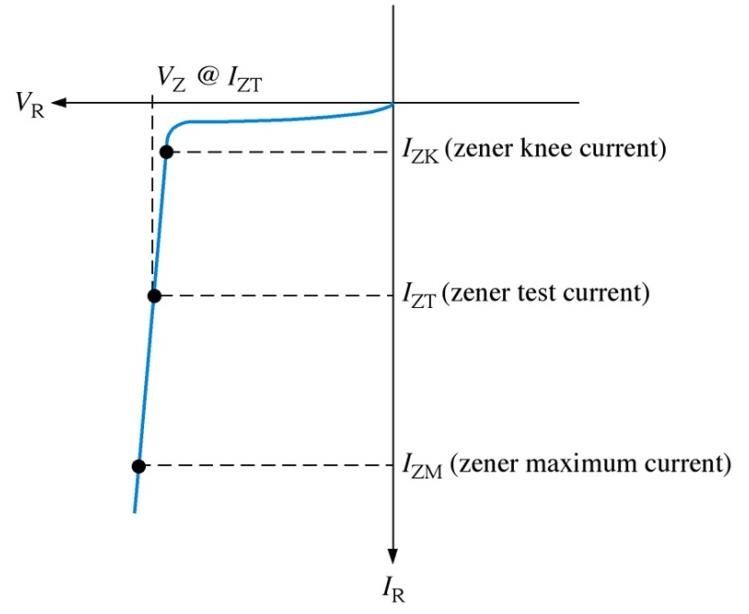 V_Z @ I_ZT
V_R
I_ZK (zener knee current)
I_ZT (zener test current)
I_ZM (zener maximum current)
I_R